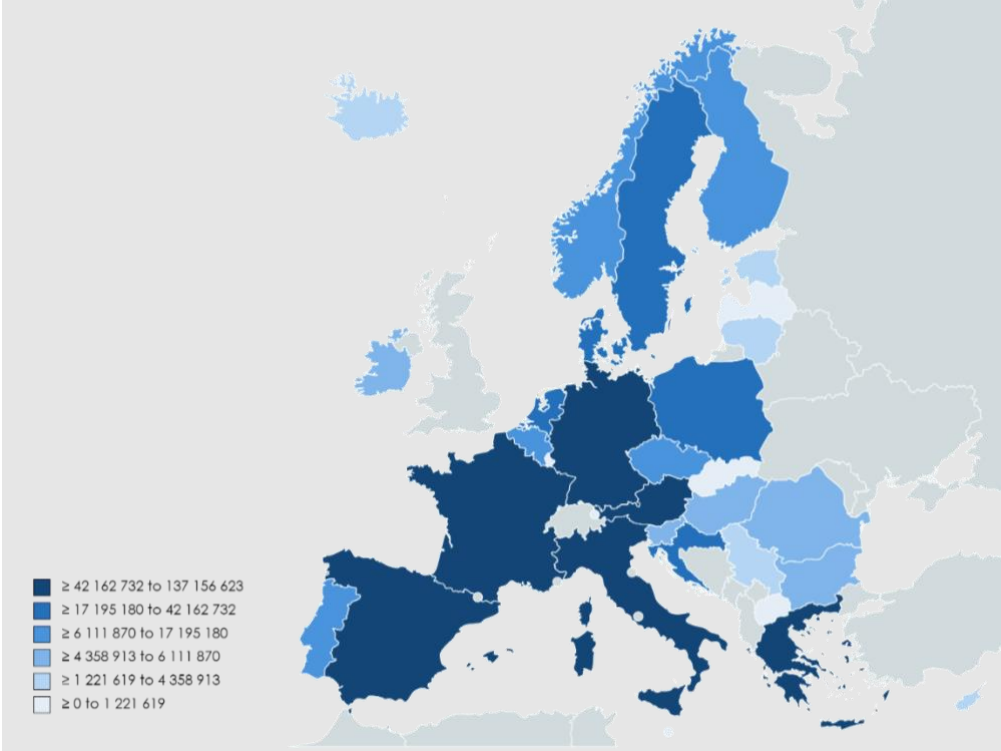 ≥ 42 162 732 to 137 156 623
≥ 17 195 180 to 42 162 732
≥ 6 111 870 to 17 195 180
≥ 4 358 913 to 6 111 870
≥ 1 221 619 to 4 358 913
≥ 0 to 1 221 619